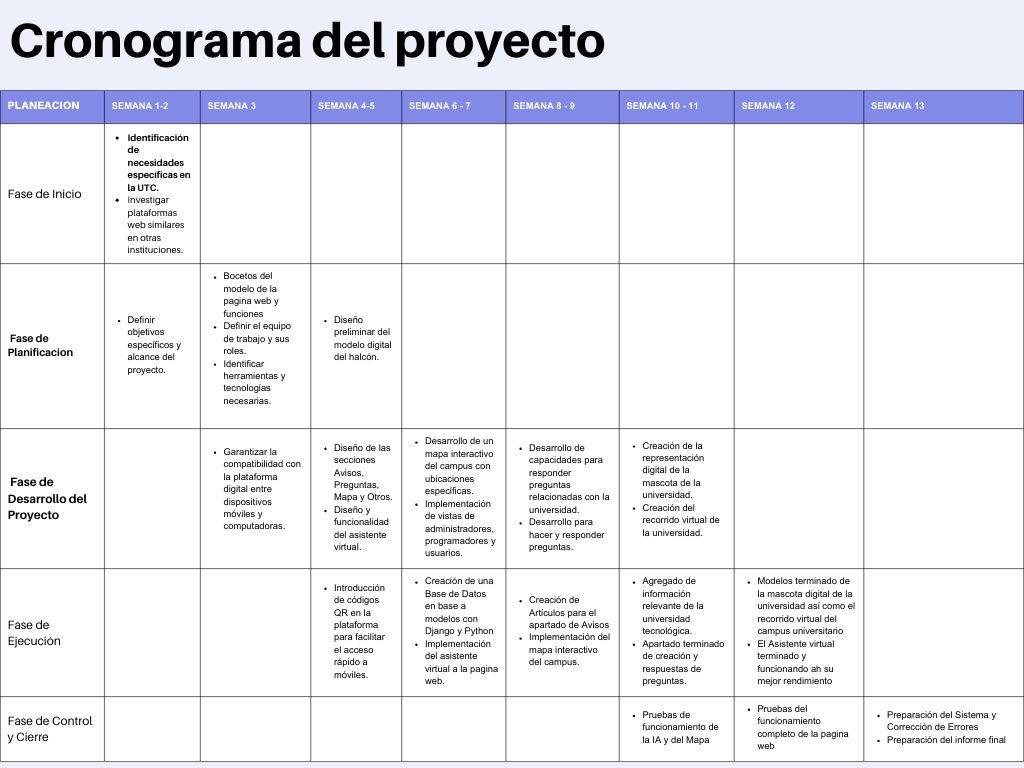 Cronograma del proyecto
PLANEACION
SEMANA 1-2
SEMANA 3
SEMANA 4-5
SEMANA 6 - 7
SEMANA 8 - 9
SEMANA 10 - 11
SEMANA 12
SEMANA 13
Fase de Inicio
• Identificación
de
necesidades
específicas en
la UTC.
• Investigar
plataformas
web similares
en otras
instituciones.
Fase de
Planificacion
• Definir
objetivos
específicos y
alcance del
proyecto.
• Bocetos del
modelo de la
pagina web y
funciones
• Definir el equipo
de trabajo y sus
roles.
• Identificar
herramientas y
tecnologías
necesarias.
• Diseño
preliminar del
modelo digital
del halcón.
Fase de
Desarrollo del
Proyecto
• Garantizar la
compatibilidad con
la plataforma
digital entre
dispositivos
móviles y
computadoras.
• Diseño de las
secciones
Avisos,
Preguntas,
Mapa y Otros.
• Diseño y
funcionalidad
del asistente
virtual.
• Desarrollo de un
mapa interactivo
del campus con
ubicaciones
específicas.
• Implementación
de vistas de
administradores,
programadores y
usuarios.
• Desarrollo de
capacidades para
responder
preguntas
relacionadas con la
universidad.
• Desarrollo para
hacer y responder
preguntas.
• Creación de la
representación
digital de la
mascota de la
universidad.
• Creación del
recorrido virtual de
la universidad.
Fase de
Ejecución
• Introducción
de códigos
QR en la
plataforma
para facilitar
el acceso
rápido a
móviles.
• Creación de una
Base de Datos
en base a
modelos con
Django y Python
• Implementación
del asistente
virtual a la pagina
web.
• Creación de
Artículos para el
apartado de Avisos
• Implementación del
mapa interactivo
del campus.
• Agregado de
información
relevante de la
universidad
tecnológica.
• Apartado terminado
de creación y
respuestas de
preguntas.
• Modelos terminado de
la mascota digital de la
universidad así como el
recorrido virtual del
campus universitario
• El Asistente virtual
terminado y
funcionando ah su
mejor rendimiento
Fase de Control
y Cierre
• Pruebas de
funcionamiento de
la IA y del Mapa
• Pruebas del
funcionamiento
completo de la pagina
web
• Preparación del Sistema y
Corrección de Errores
• Preparación del informe final